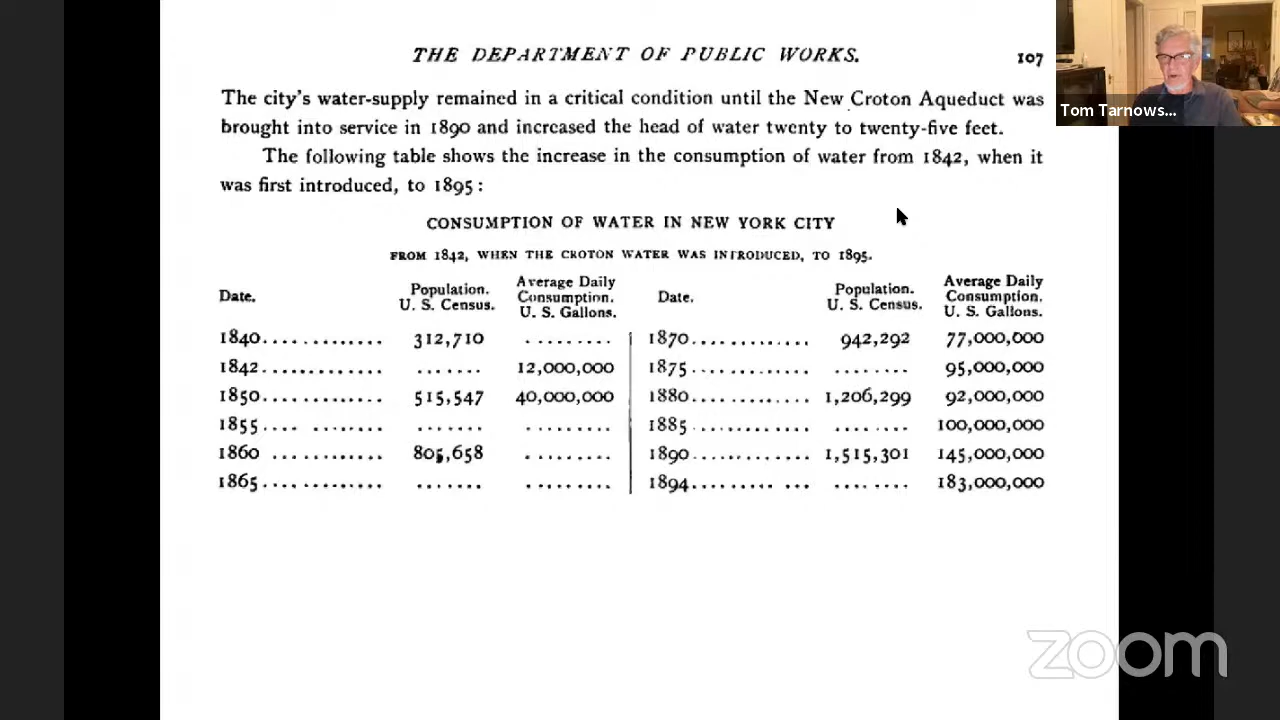 THE DEPARTMENT OF PUBLIC WORKS. 107
The city's water-supply remained in a critical condition until the New Croton Aqueduct was
brought into service in 1890 and increased the head of water twenty to twenty-five feet.
The following table shows the increase in the consumption of water from 1842, when it
was first introduced, to 1895:
CONSUMPTION OF WATER IN NEW YORK CITY
FROM 1842, WHEN THE CROTON WATER WAS INTRODUCED, TO 1895.
Date. Population. U. S. Census. Average Daily Consumption. U. S. Gallons. Date. Population. U. S. Census. Average Daily Consumption. U. S. Gallons.
1840............. 312,710 ......... 1870............. 942,292 77,000,000
1842............. ....... 12,000,000 1875............. ........ 95,000,000
1850............. 515,547 40,000,000 1880............. 1,206,299 92,000,000
1855.... ........ ....... ......... 1885 ............. ........ 100,000,000
1860 ............ 805,658 ......... 1890............. 1,515,301 145,000,000
1865............. ....... ......... 1894......... ... ........ 183,000,000
Tom Tarnows...
zoom